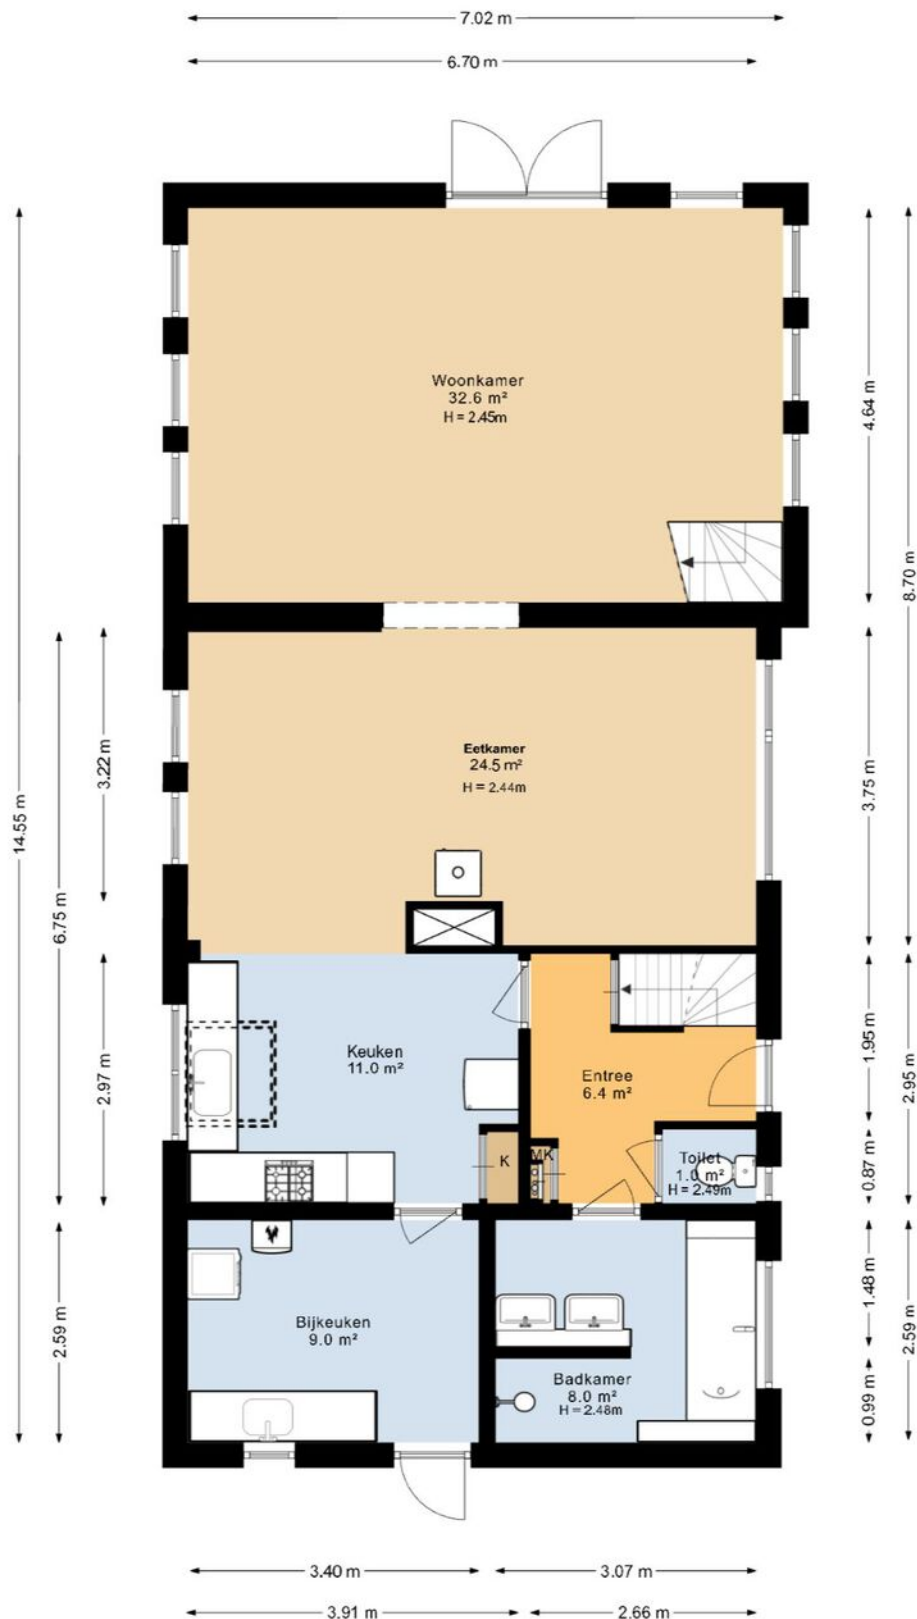 7.02 m
6.70 m
Woonkamer
32.6 m²
H = 2.45m
4.64 m
8.70 m
14.55 m
6.75 m
3.22 m
Eetkamer
24.5 m²
H = 2.44m
3.75 m
2.97 m
Keuken
11.0 m²
K
MK
Entree
6.4 m²
Toilet
1.0 m²
H = 2.49m
1.95 m
2.95 m
0.87 m
2.59 m
Bijkeuken
9.0 m²
Badkamer
8.0 m²
H = 2.48m
1.48 m
2.59 m
0.99 m
3.40 m
3.07 m
3.91 m
2.66 m